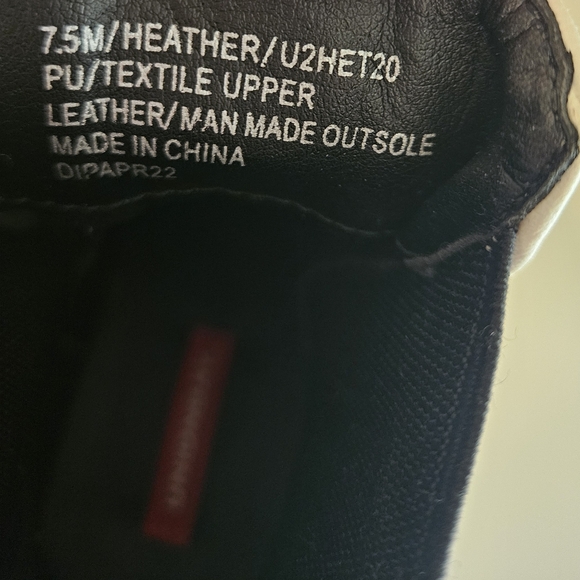 7.5M/HEATHER/U2HET20
PU/TEXTILE UPPER
LEATHER/MAN MADE OUTSOLE
MADE IN CHINA
DIPAPR22